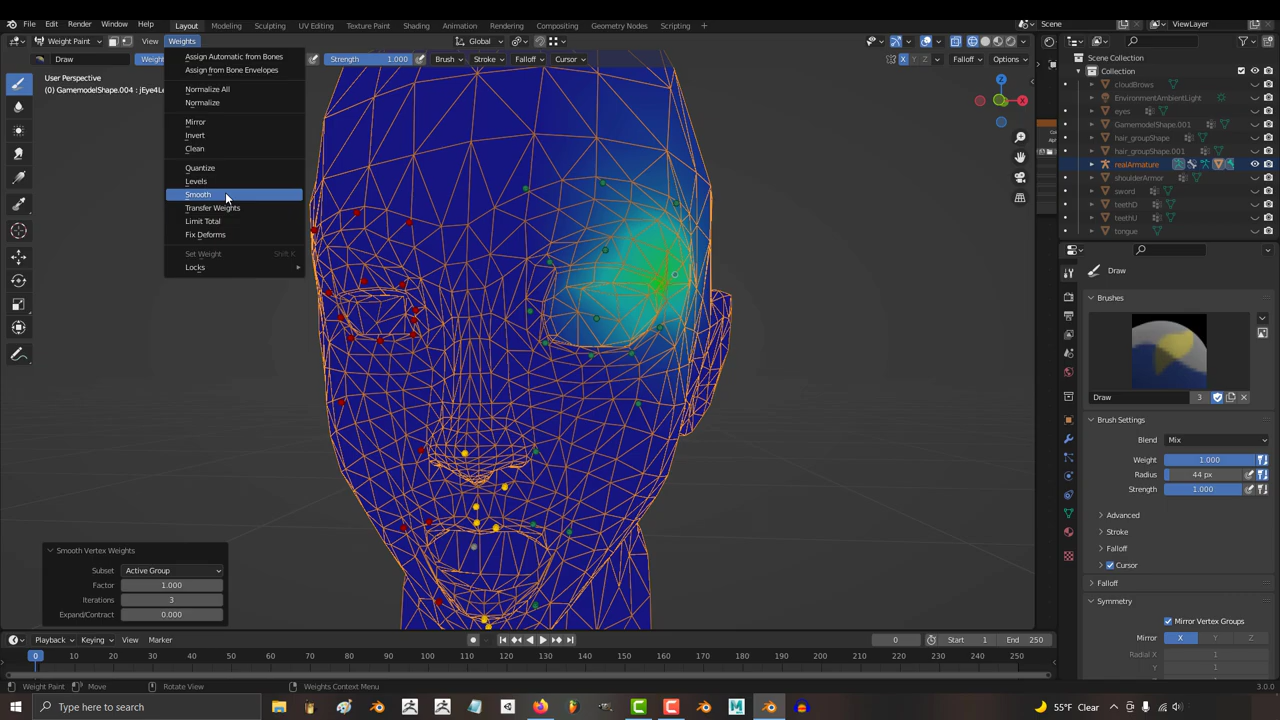 File Edit Render Window Help Layout Modeling Sculpting UV Editing Texture Paint Shading Animation Rendering Compositing Geometry Nodes Scripting + Scene ViewLayer
Weight Paint View Weights Global
Draw Weight Strength 1.000 Brush Stroke Falloff Cursor X Y Z Falloff Options
User Perspective
(0) GamemodelShape.004 : jEye4Le
Assign Automatic from Bones
Assign from Bone Envelopes
Normalize All
Normalize
Mirror
Invert
Clean
Quantize
Levels
Smooth
Transfer Weights
Limit Total
Fix Deforms
Set Weight Shift K
Locks
Z
X
Smooth Vertex Weights
Subset Active Group
Factor 1.000
Iterations 3
Expand/Contract 0.000
Scene Collection
Collection
cloudBrows
EnvironmentAmbientLight
eyes
GamemodelShape.001
hair_groupShape
hair_groupShape.001
realArmature
shoulderArmor
sword
teethD
teethU
tongue
Draw
Brushes
Draw 3
Brush Settings
Blend Mix
Weight 1.000
Radius 44 px
Strength 1.000
Advanced
Stroke
Falloff
Cursor
Falloff
Symmetry
Mirror Vertex Groups
Mirror X Y Z
Radial X 1
Y 1
Playback Keying View Marker 0 Start 1 End 250
0 10 20 30 40 50 60 70 80 90 100 110 120 130 140 150 160 170 180 190 200 210 220 230 240 250
Weight Paint Move Rotate View Weights Context Menu 3.0.0
Type here to search 55°F Clear